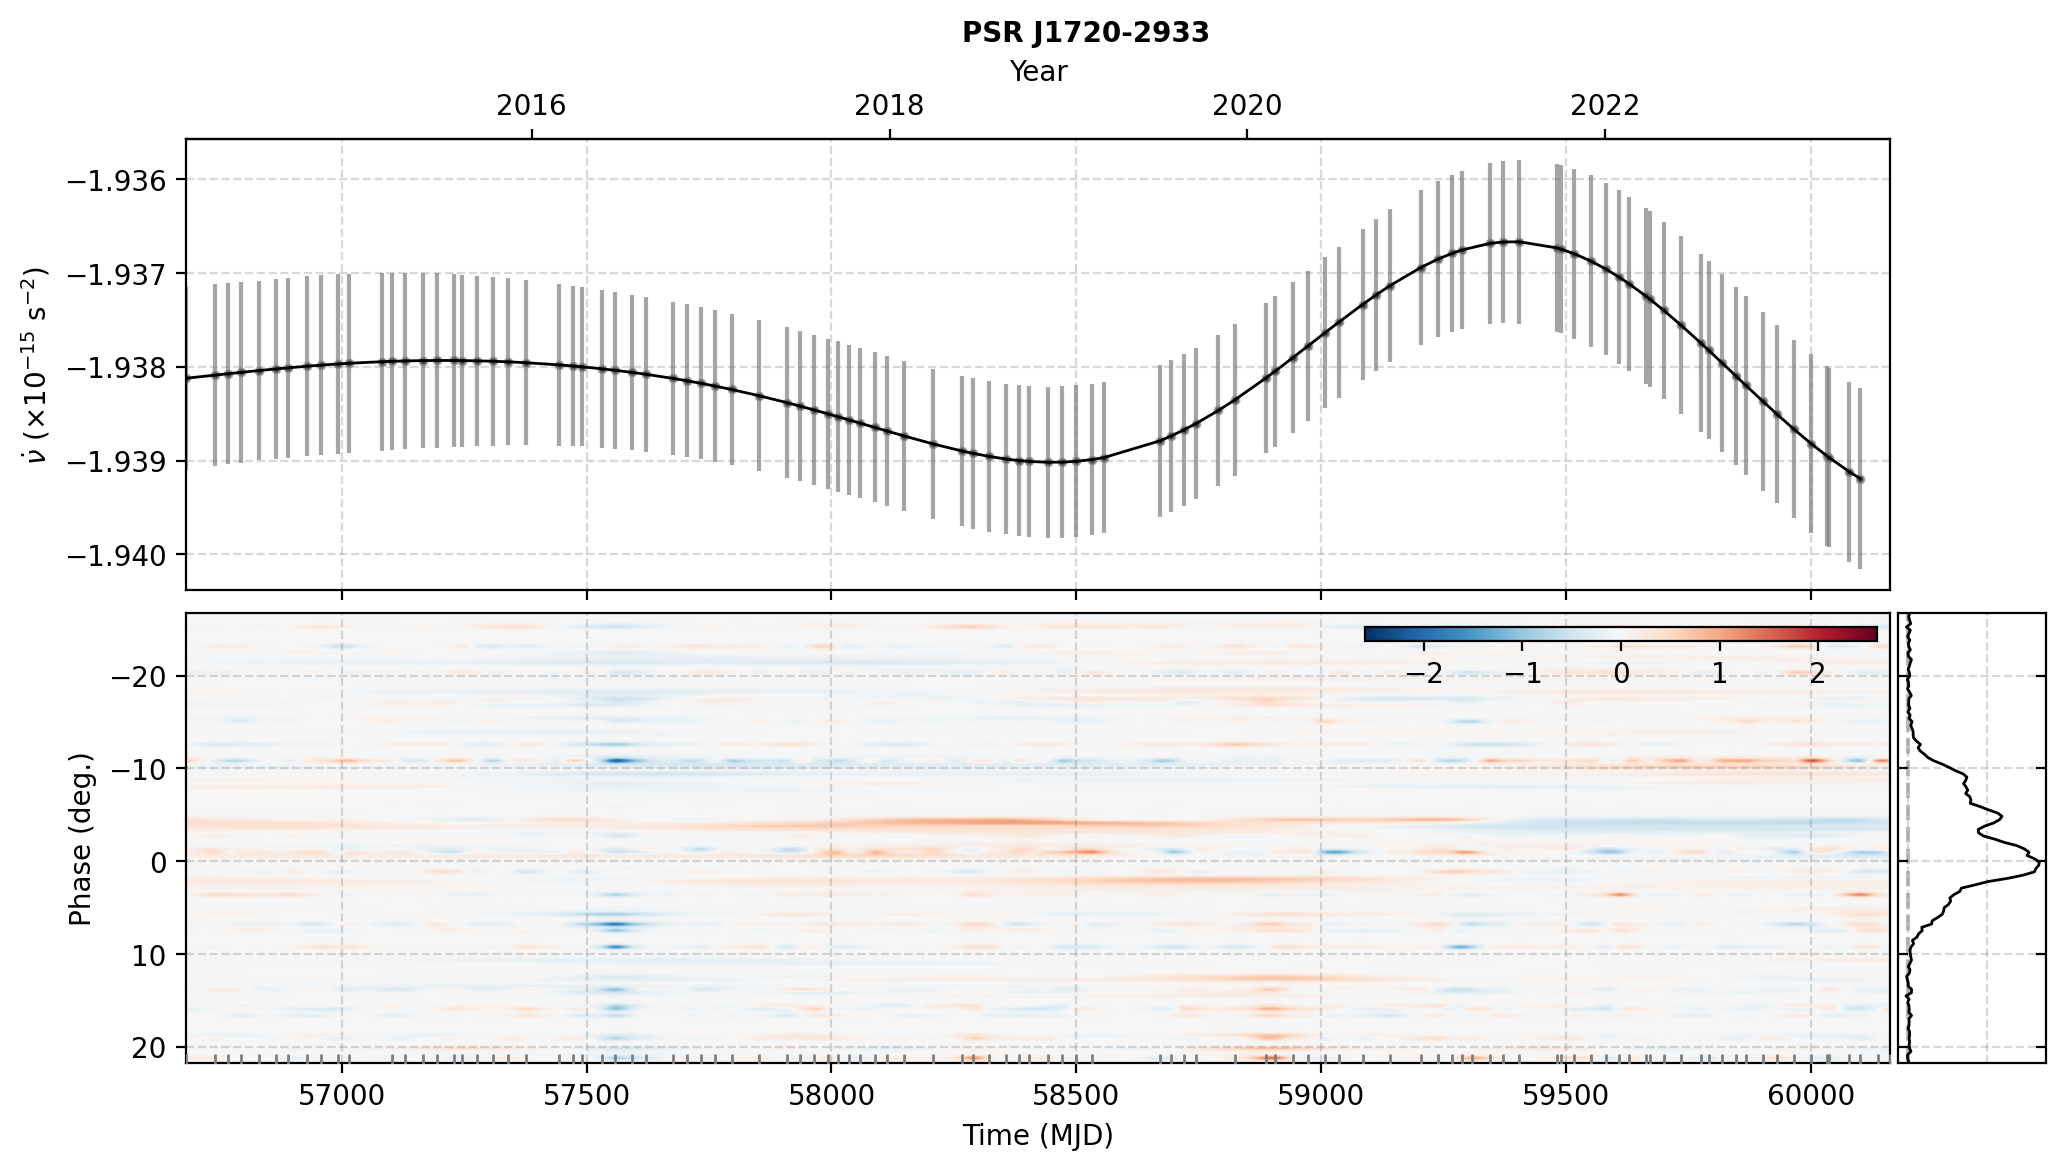 PSR J1720-2933
Year
2016 2018 2020 2022
−1.936
−1.937
−1.938
−1.939
−1.940
ν̇ (×10⁻¹⁵ s⁻²)
−2 −1 0 1 2
−20
−10
0
10
20
Phase (deg.)
57000 57500 58000 58500 59000 59500 60000
Time (MJD)